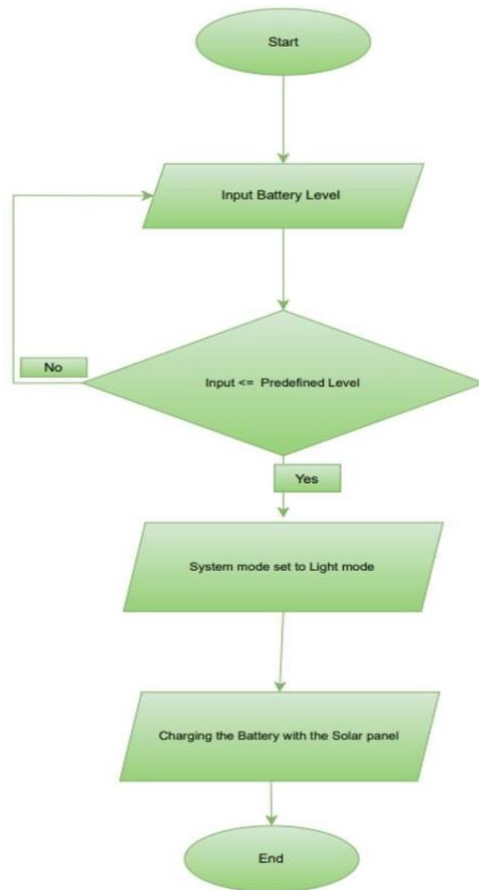 Start
Input Battery Level
Input <= Predefined Level
No
Yes
System mode set to Light mode
Charging the Battery with the Solar panel
End